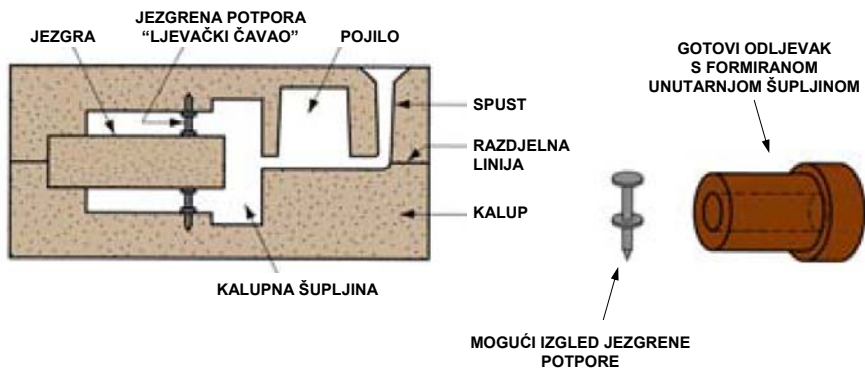 JEZGRENA POTPORA
“LJEVAČKI ČAVAO”
JEZGRA
POJILO
GOTOVI ODLJEVAK
S FORMIRANOM
UNUTARNJOM ŠUPLJINOM
SPUST
RAZDJELNA
LINIJA
KALUP
KALUPNA ŠUPLJINA
MOGUĆI IZGLED JEZGRENE
POTPORE